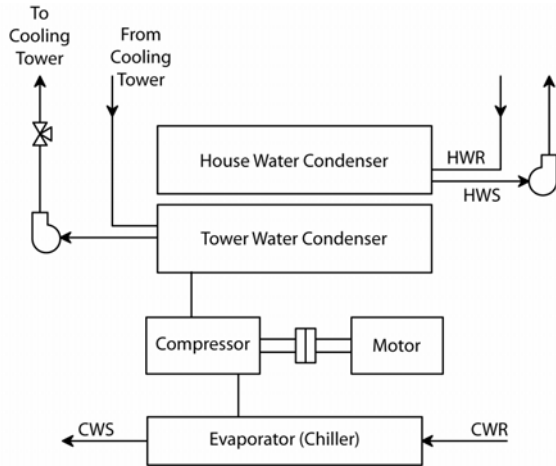 To
Cooling
Tower
From
Cooling
Tower
House Water Condenser
HWR
HWS
Tower Water Condenser
Compressor
Motor
CWS
Evaporator (Chiller)
CWR